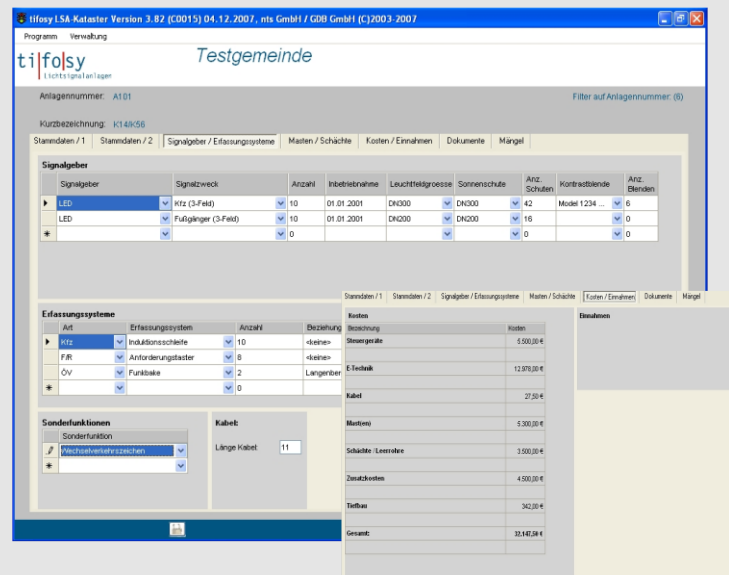 tifosy LSA-Kataster Version 3.82 (C0015) 04.12.2007, nts GmbH / GDB GmbH (C)2003-2007
Programm Verwaltung
ti|fo|sy
Lichtsignalanlagen
Testgemeinde
Anlagennummer: A101
Filter auf Anlagennummer: (6)
Kurzbezeichnung: K14/K56
Stammdaten / 1 Stammdaten / 2 Signalgeber / Erfassungssysteme Masten / Schächte Kosten / Einnahmen Dokumente Mängel
Signalgeber
Signalgeber Signalzweck Anzahl Inbetriebnahme Leuchtfeldgroesse Sonnenschute Anz. Schuten Kontrastblende Anz. Blenden
LED Kfz (3-Feld) 10 01.01.2001 DN300 DN300 42 Model 1234 ... 6
LED Fußgänger (3-Feld) 10 01.01.2001 DN200 DN200 16 0
0 0 0
Erfassungssysteme
Art Erfassungssystem Anzahl Beziehung
Kfz Induktionsschleife 10 <keine>
F/R Anforderungstaster 8 <keine>
ÖV Funkbake 2 Langenber
0
Sonderfunktionen
Sonderfunktion
Wechselverkehrszeichen
Kabel:
Länge Kabel: 11
Stammdaten / 1 Stammdaten / 2 Signalgeber / Erfassungssysteme Masten / Schächte Kosten / Einnahmen Dokumente Mängel
Kosten
Bezeichnung Kosten
Steuergeräte 5.500,00 €
E-Technik 12.978,00 €
Kabel 27,50 €
Mast(en) 5.300,00 €
Schächte / Leerrohre 3.500,00 €
Zusatzkosten 4.500,00 €
Tiefbau 342,00 €
Gesamt: 32.147,50 €
Einnahmen